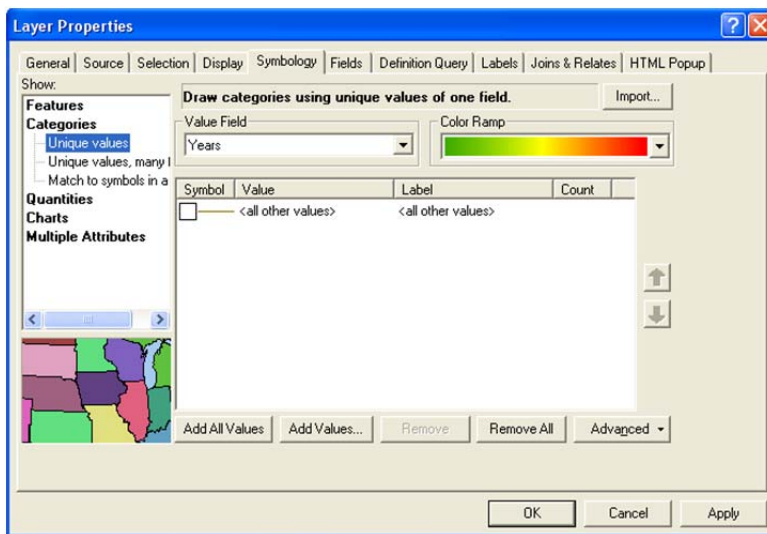 Layer Properties
General Source Selection Display Symbology Fields Definition Query Labels Joins & Relates HTML Popup
Show:
Features
Categories
Unique values
Unique values, many
Match to symbols in a
Quantities
Charts
Multiple Attributes
Draw categories using unique values of one field.
Import...
Value Field
Years
Color Ramp
Symbol Value Label Count
<all other values> <all other values>
Add All Values Add Values... Remove Remove All Advanced
OK Cancel Apply